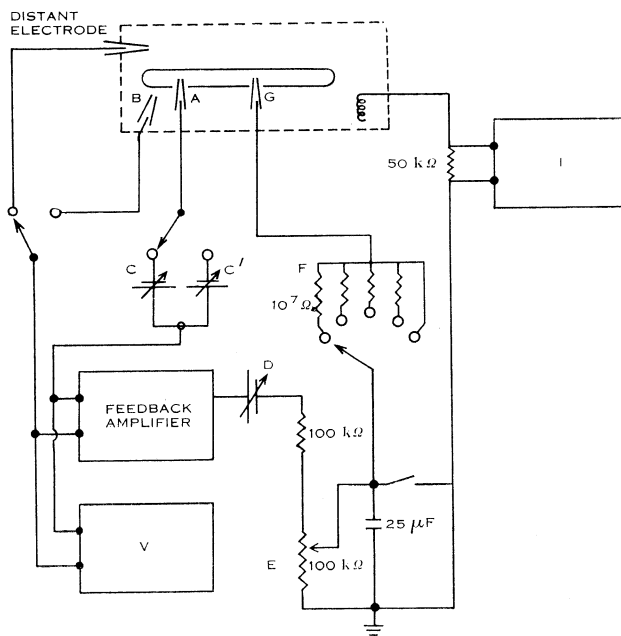 DISTANT
ELECTRODE
B
A
G
50 kΩ
I
C
C′
F
10⁷Ω
D
FEEDBACK
AMPLIFIER
100 kΩ
25 μF
V
E
100 kΩ